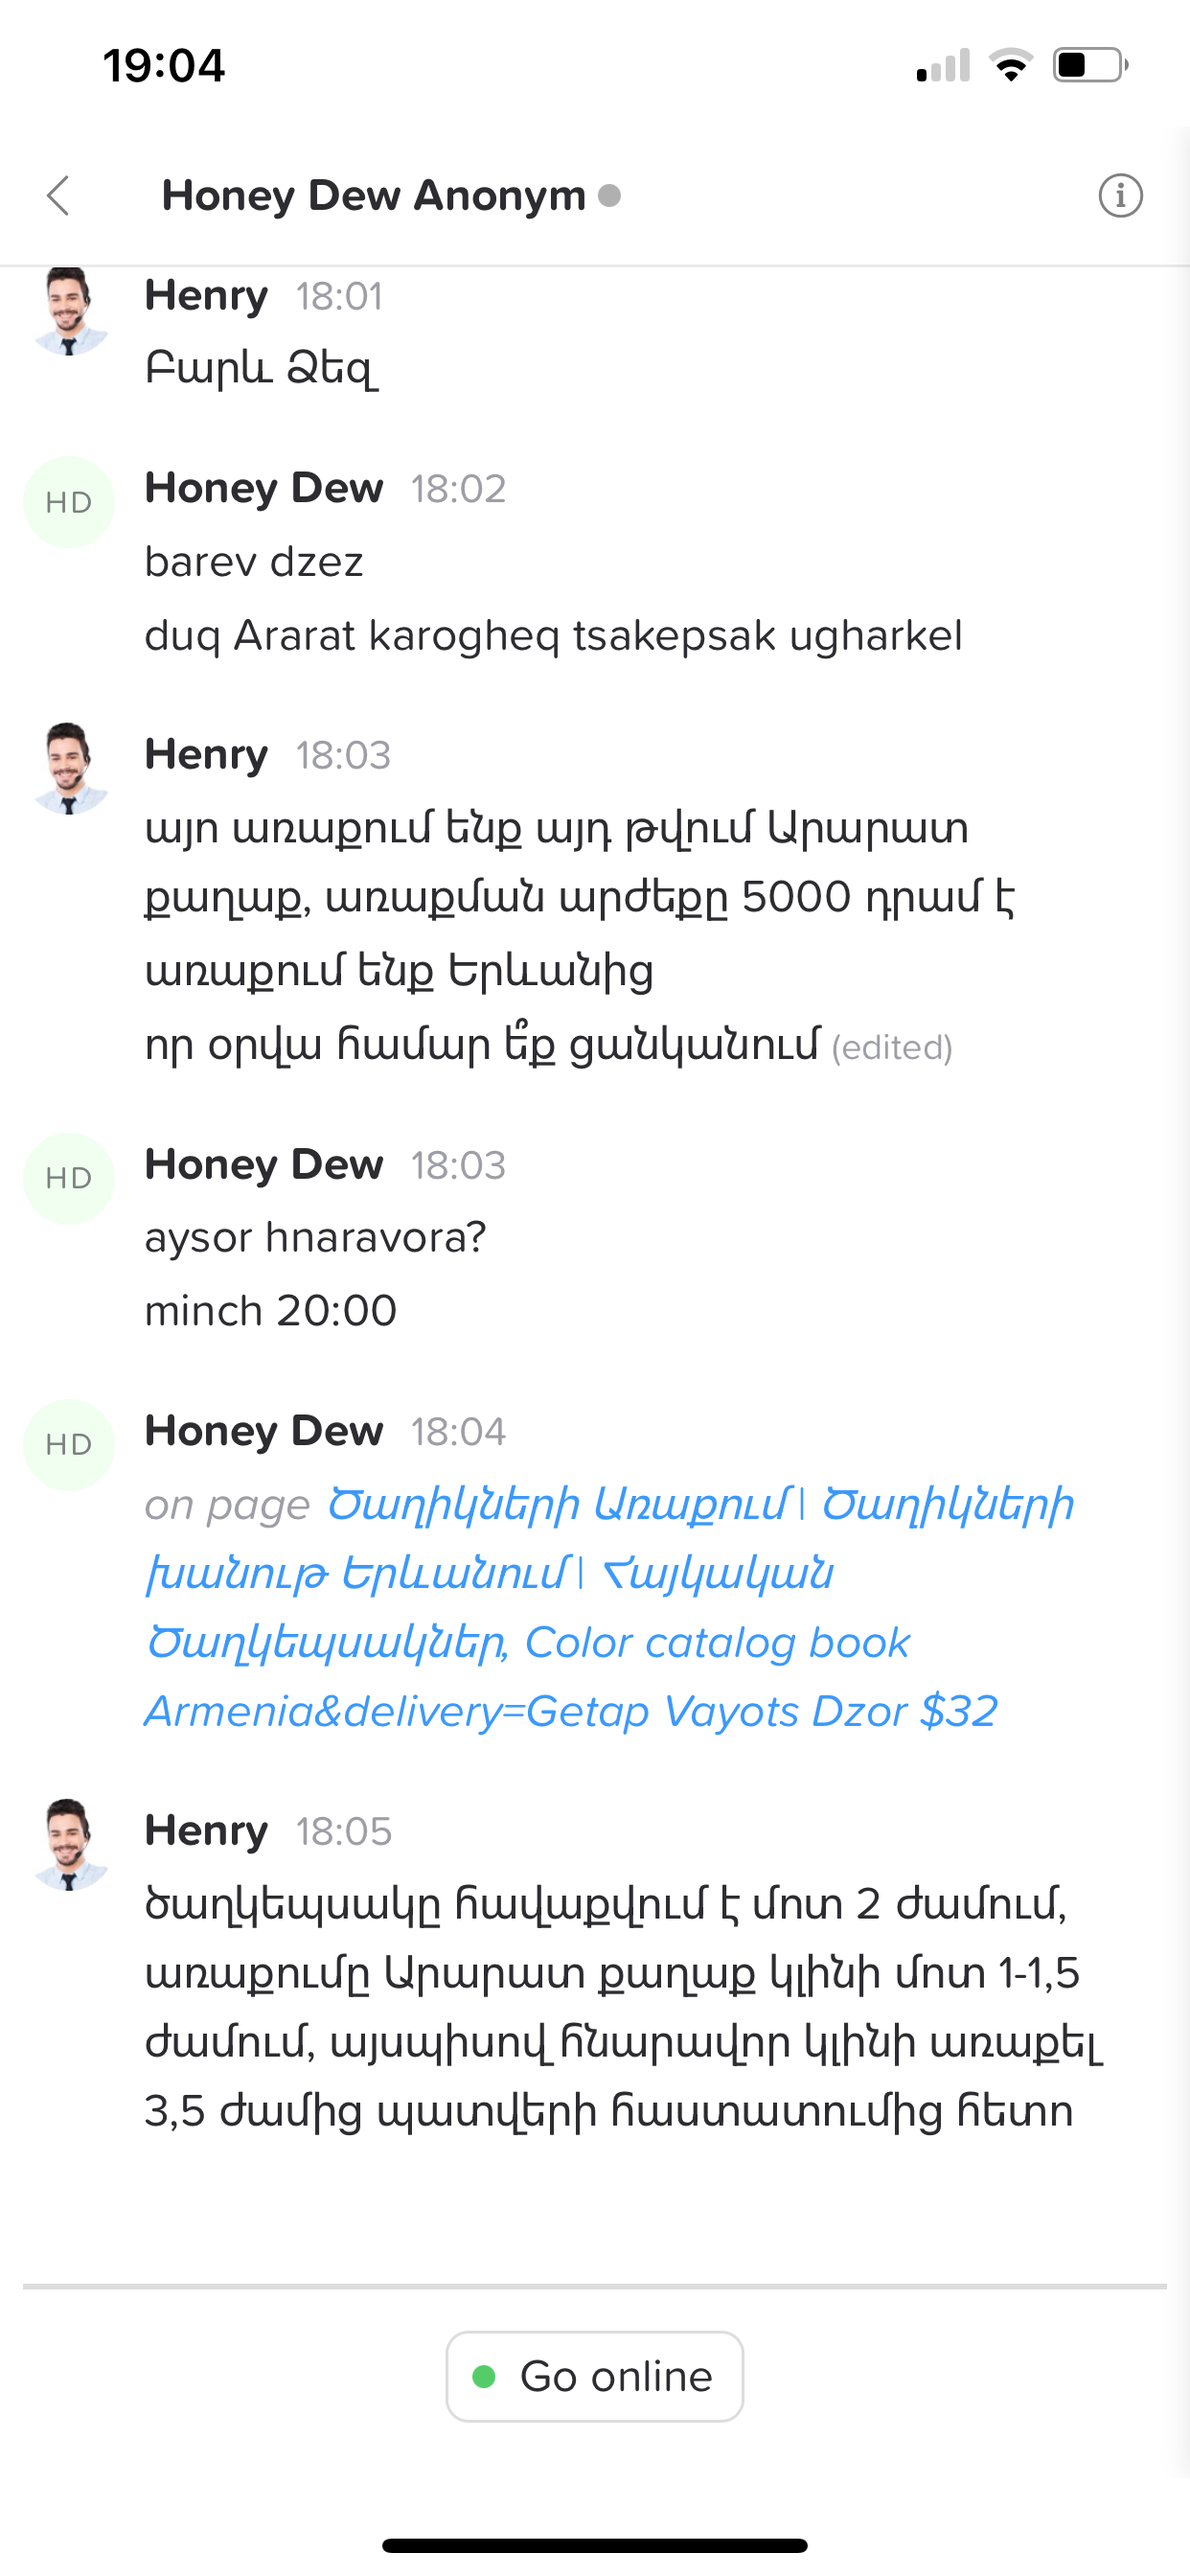 19:04
Honey Dew Anonym
Henry 18:01
Բարև Ձեզ
HD
Honey Dew 18:02
barev dzez
duq Ararat karogheq tsakepsak ugharkel
Henry 18:03
այո առաքում ենք այդ թվում Արարատ
քաղաք, առաքման արժեքը 5000 դրամ է
առաքում ենք Երևանից
որ օրվա համար ե՞ք ցանկանում (edited)
HD
Honey Dew 18:03
aysor hnaravora?
minch 20:00
HD
Honey Dew 18:04
on page Ծաղիկների Առաքում | Ծաղիկների
խանութ Երևանում | Հայկական
Ծաղկեպսակներ, Color catalog book
Armenia&delivery=Getap Vayots Dzor $32
Henry 18:05
ծաղկեպսակը հավաքվում է մոտ 2 ժամում,
առաքումը Արարատ քաղաք կլինի մոտ 1-1,5
ժամում, այսպիսով հնարավոր կլինի առաքել
3,5 ժամից պատվերի հաստատումից հետո
Go online